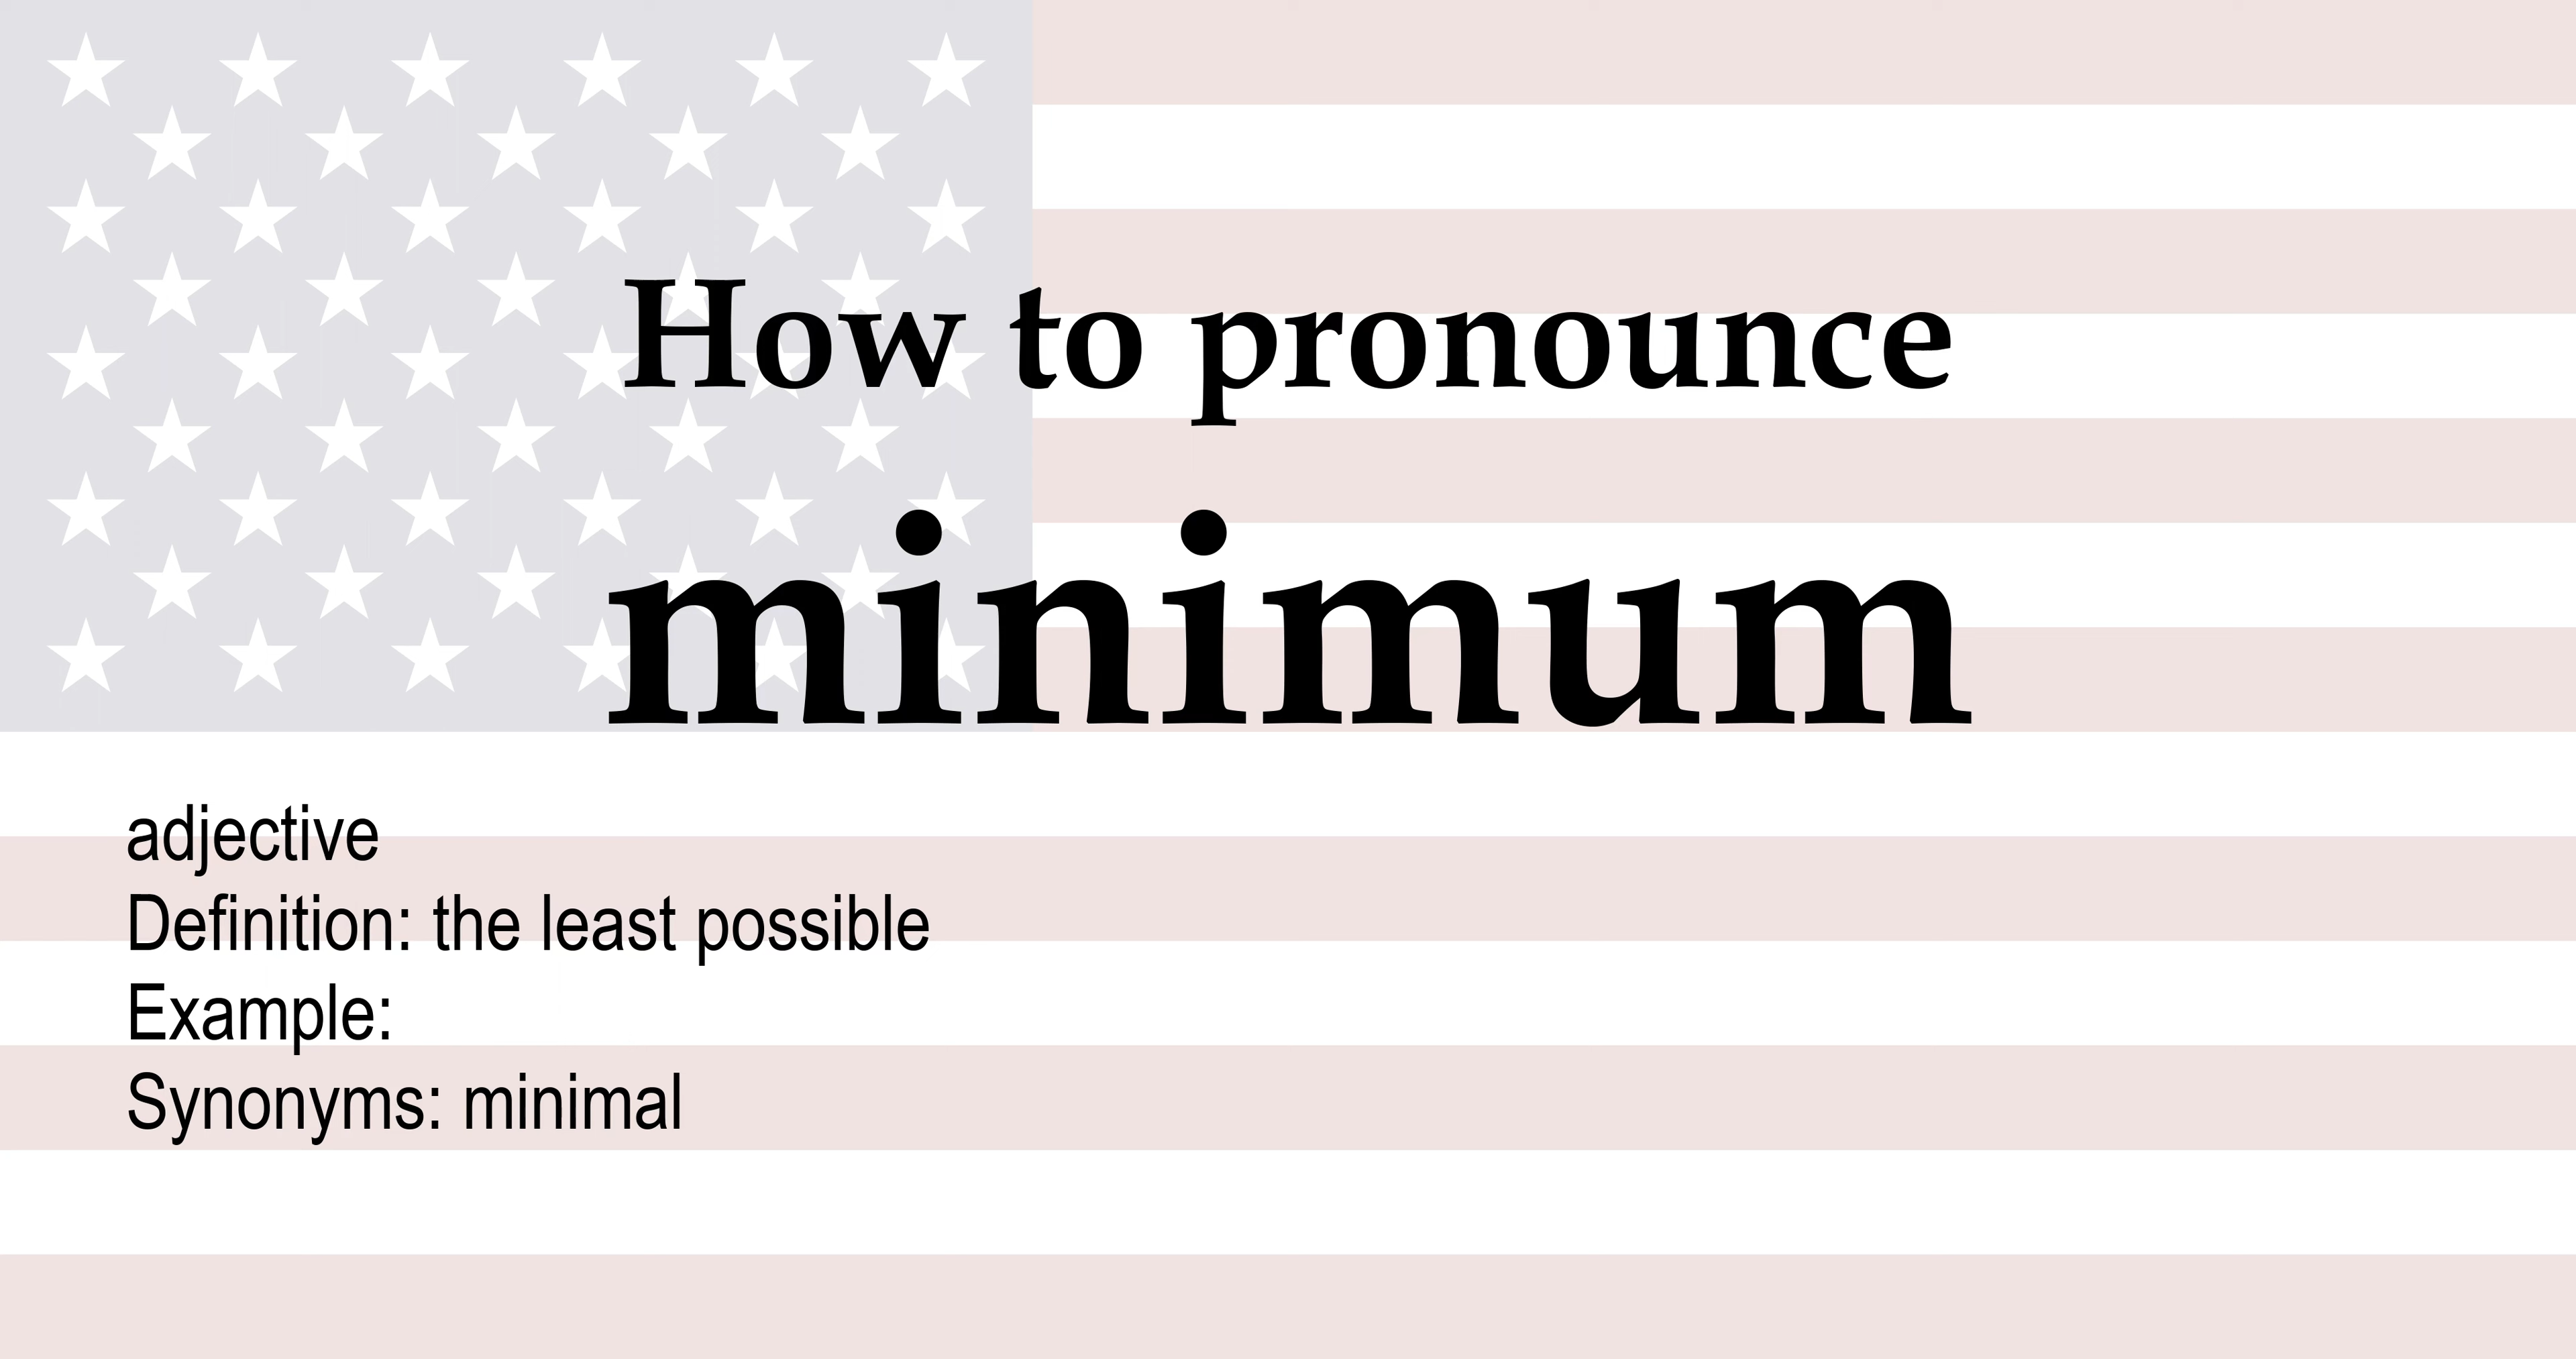 How to pronounce
minimum
adjective
Definition: the least possible
Example:
Synonyms: minimal